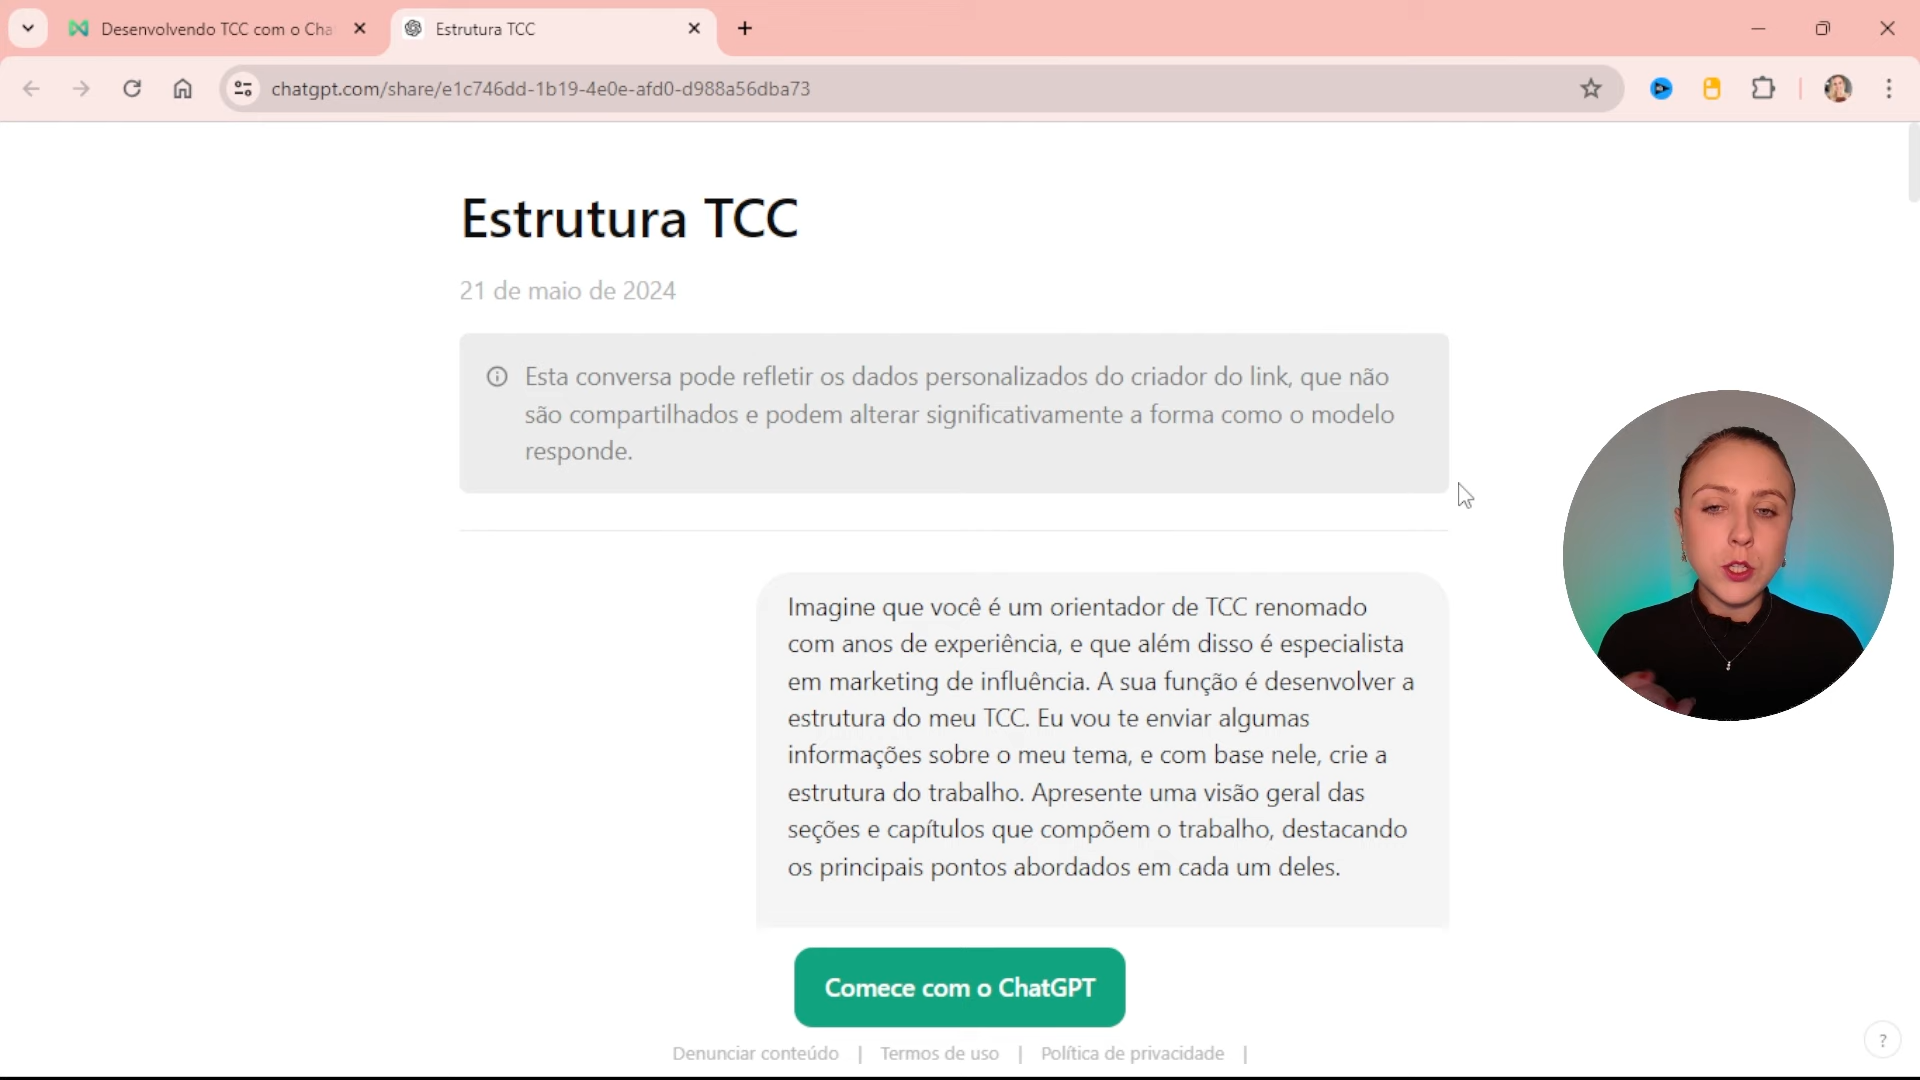 Desenvolvendo TCC com o Cha
Estrutura TCC
chatgpt.com/share/e1c746dd-1b19-4e0e-afd0-d988a56dba73
Estrutura TCC
21 de maio de 2024
Esta conversa pode refletir os dados personalizados do criador do link, que não
são compartilhados e podem alterar significativamente a forma como o modelo
responde.
Imagine que você é um orientador de TCC renomado
com anos de experiência, e que além disso é especialista
em marketing de influência. A sua função é desenvolver a
estrutura do meu TCC. Eu vou te enviar algumas
informações sobre o meu tema, e com base nele, crie a
estrutura do trabalho. Apresente uma visão geral das
seções e capítulos que compõem o trabalho, destacando
os principais pontos abordados em cada um deles.
Comece com o ChatGPT
Denunciar conteúdo | Termos de uso | Política de privacidade |
?